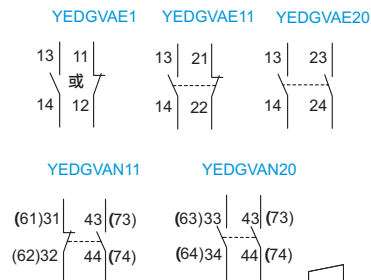 YEDGVAE1 YEDGVAE11 YEDGVAE20
13 11 13 21 13 23
或
14 12 14 22 14 24
YEDGVAN11 YEDGVAN20
(61)31 43 (73) (63)33 43 (73)
(62)32 44 (74) (64)34 44 (74)